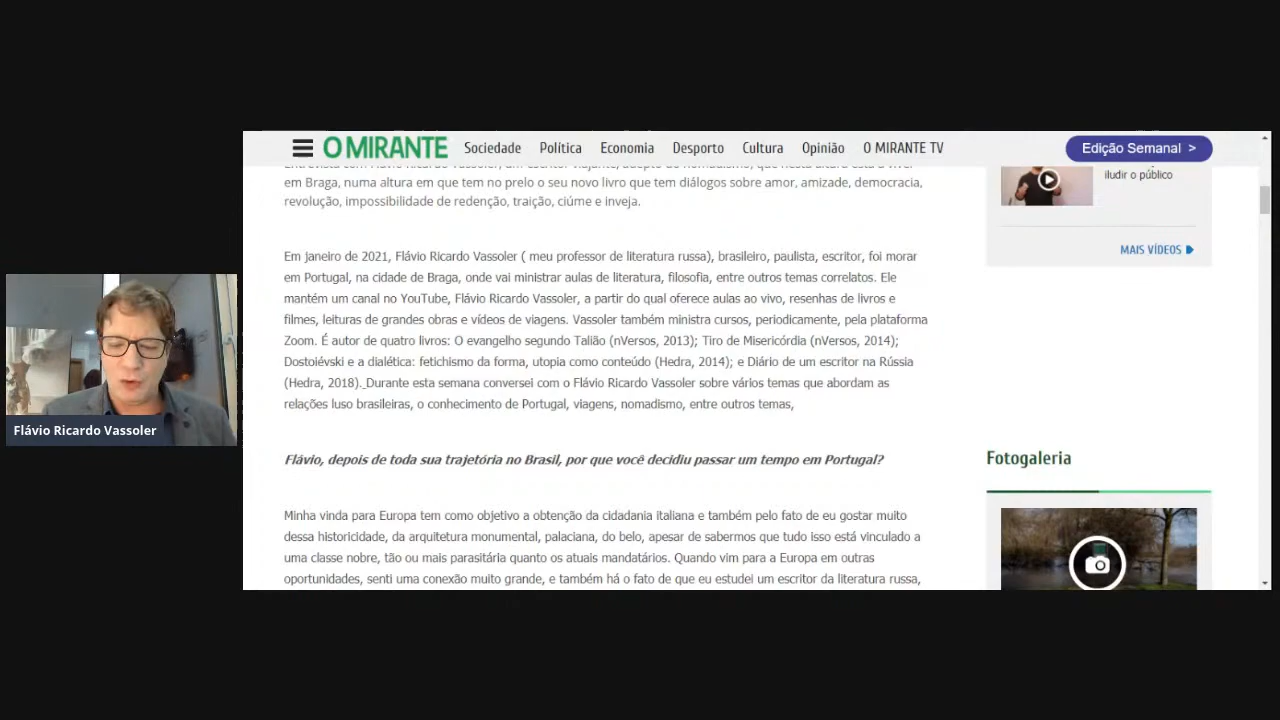 O MIRANTE Sociedade Política Economia Desporto Cultura Opinião O MIRANTE TV Edição Semanal >
em Braga, numa altura em que tem no prelo o seu novo livro que tem diálogos sobre amor, amizade, democracia,
revolução, impossibilidade de redenção, traição, ciúme e inveja.
Em janeiro de 2021, Flávio Ricardo Vassoler ( meu professor de literatura russa), brasileiro, paulista, escritor, foi morar
em Portugal, na cidade de Braga, onde vai ministrar aulas de literatura, filosofia, entre outros temas correlatos. Ele
mantém um canal no YouTube, Flávio Ricardo Vassoler, a partir do qual oferece aulas ao vivo, resenhas de livros e
filmes, leituras de grandes obras e vídeos de viagens. Vassoler também ministra cursos, periodicamente, pela plataforma
Zoom. É autor de quatro livros: O evangelho segundo Talião (nVersos, 2013); Tiro de Misericórdia (nVersos, 2014);
Dostoiévski e a dialética: fetichismo da forma, utopia como conteúdo (Hedra, 2014); e Diário de um escritor na Rússia
(Hedra, 2018). Durante esta semana conversei com o Flávio Ricardo Vassoler sobre vários temas que abordam as
relações luso brasileiras, o conhecimento de Portugal, viagens, nomadismo, entre outros temas,
Flávio, depois de toda sua trajetória no Brasil, por que você decidiu passar um tempo em Portugal?
Minha vinda para Europa tem como objetivo a obtenção da cidadania italiana e também pelo fato de eu gostar muito
dessa historicidade, da arquitetura monumental, palaciana, do belo, apesar de sabermos que tudo isso está vinculado a
uma classe nobre, tão ou mais parasitária quanto os atuais mandatários. Quando vim para a Europa em outras
oportunidades, senti uma conexão muito grande, e também há o fato de que eu estudei um escritor da literatura russa,
iludir o público
MAIS VÍDEOS
Fotogaleria
Flávio Ricardo Vassoler